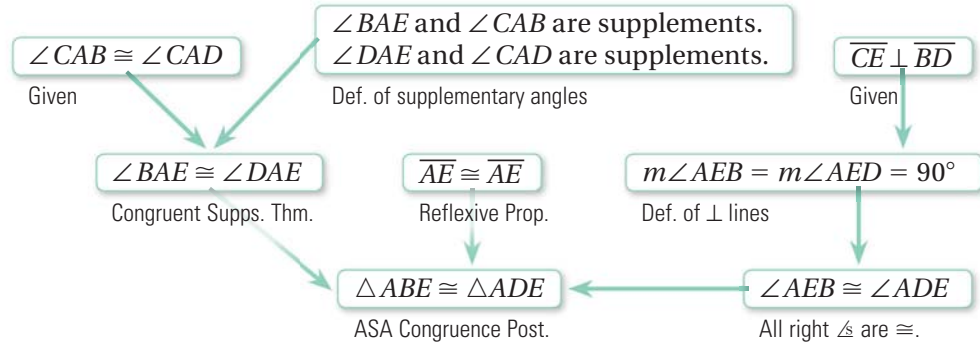 ∠CAB ≅ ∠CAD
Given
∠BAE and ∠CAB are supplements.
∠DAE and ∠CAD are supplements.
Def. of supplementary angles
CE ⊥ BD
Given
∠BAE ≅ ∠DAE
Congruent Supps. Thm.
AE ≅ AE
Reflexive Prop.
m∠AEB = m∠AED = 90°
Def. of ⊥ lines
△ABE ≅ △ADE
ASA Congruence Post.
∠AEB ≅ ∠ADE
All right ∠s are ≅.